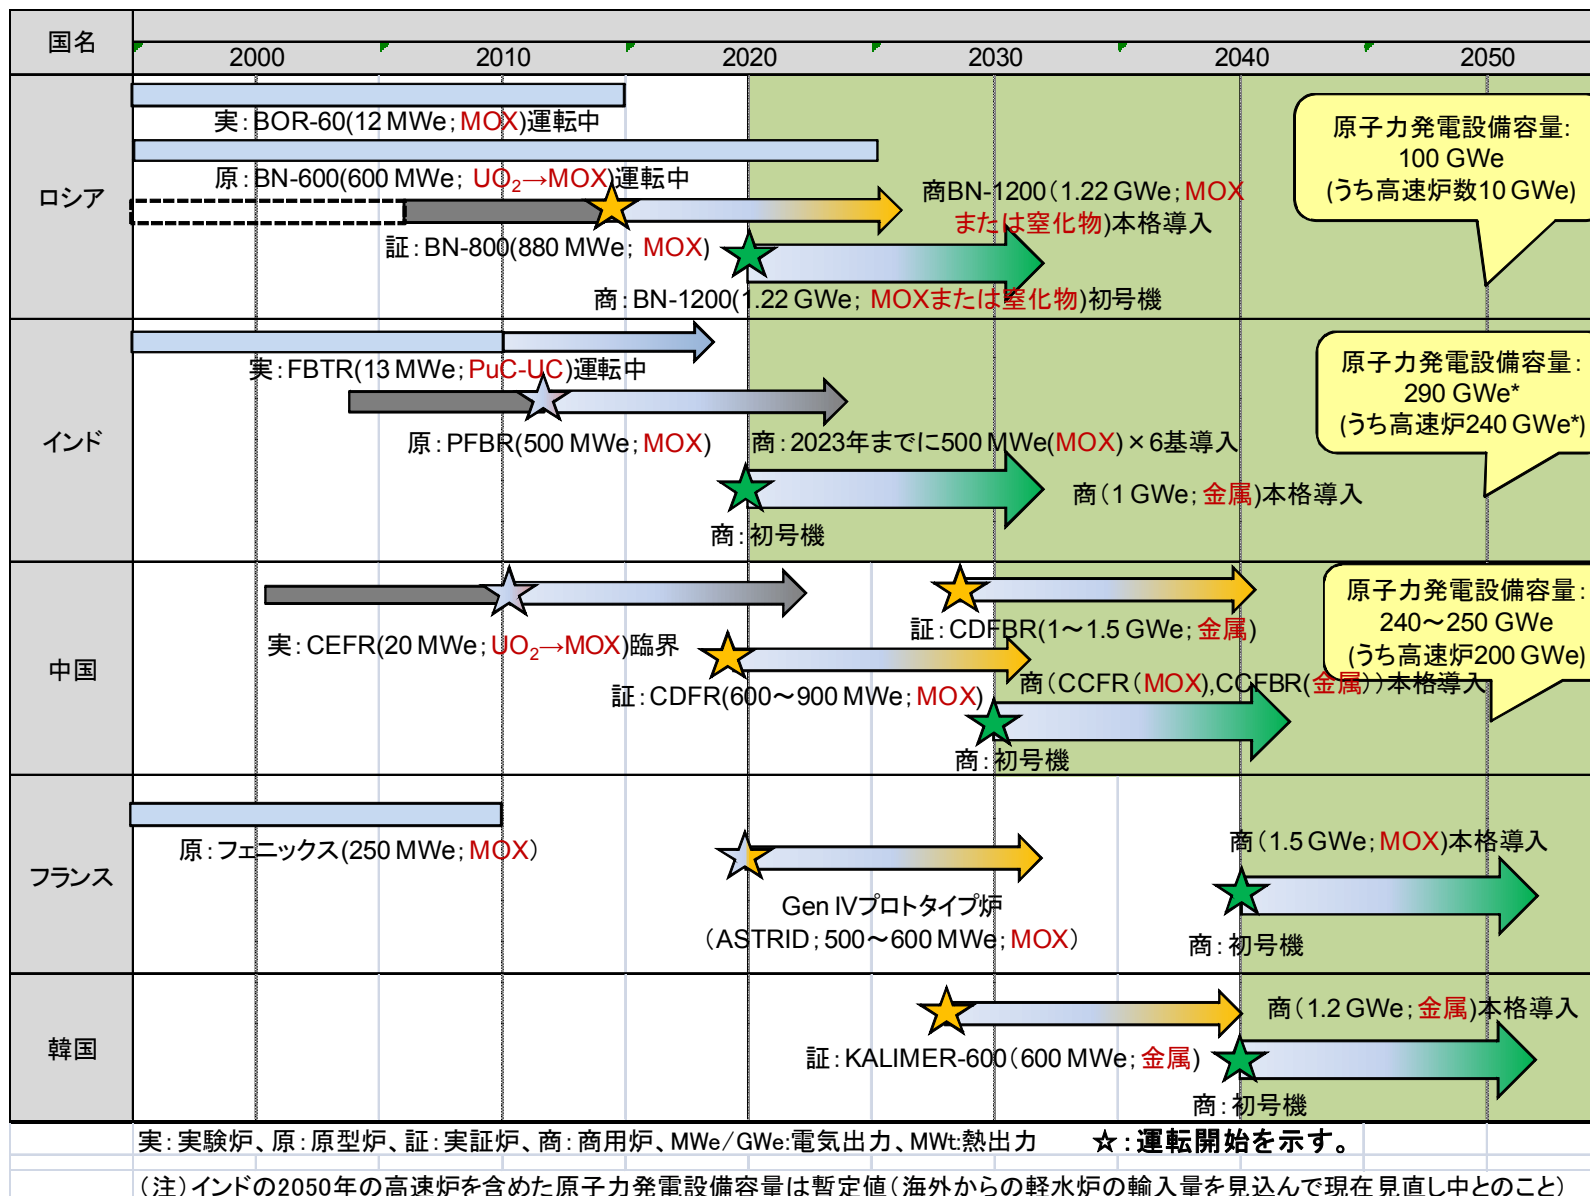 国名
2000 2010 2020 2030 2040 2050
ロシア
実：BOR-60(12 MWe；MOX)運転中
原：BN-600(600 MWe； UO₂→MOX)運転中
証：BN-800(880 MWe；MOX)
商BN-1200（1.22 GWe；MOX
または窒化物)本格導入
商：BN-1200(1.22 GWe； MOXまたは窒化物)初号機
原子力発電設備容量：
100 GWe
(うち高速炉数10 GWe)
インド
実：FBTR(13 MWe；PuC-UC)運転中
原：PFBR(500 MWe；MOX)
商：2023年までに500 MWe(MOX)×6基導入
商（1 GWe；金属)本格導入
商：初号機
原子力発電設備容量：
290 GWe*
(うち高速炉240 GWe*)
中国
実：CEFR(20 MWe；UO₂→MOX)臨界
証：CDFBR(1～1.5 GWe；金属)
証：CDFR(600～900 MWe；MOX)
商（CCFR（MOX),CCFBR(金属））本格導入
商：初号機
原子力発電設備容量：
240～250 GWe
(うち高速炉200 GWe)
フランス
原：フェニックス(250 MWe；MOX）
Gen IVプロトタイプ炉
（ASTRID；500～600 MWe；MOX）
商（1.5 GWe；MOX)本格導入
商：初号機
韓国
証：KALIMER-600（600 MWe；金属)
商（1.2 GWe；金属)本格導入
商：初号機
実：実験炉、原：原型炉、証：実証炉、商：商用炉、MWe/GWe:電気出力、MWt:熱出力 ☆：運転開始を示す。
（注）インドの2050年の高速炉を含めた原子力発電設備容量は暫定値（海外からの軽水炉の輸入量を見込んで現在見直し中とのこと）